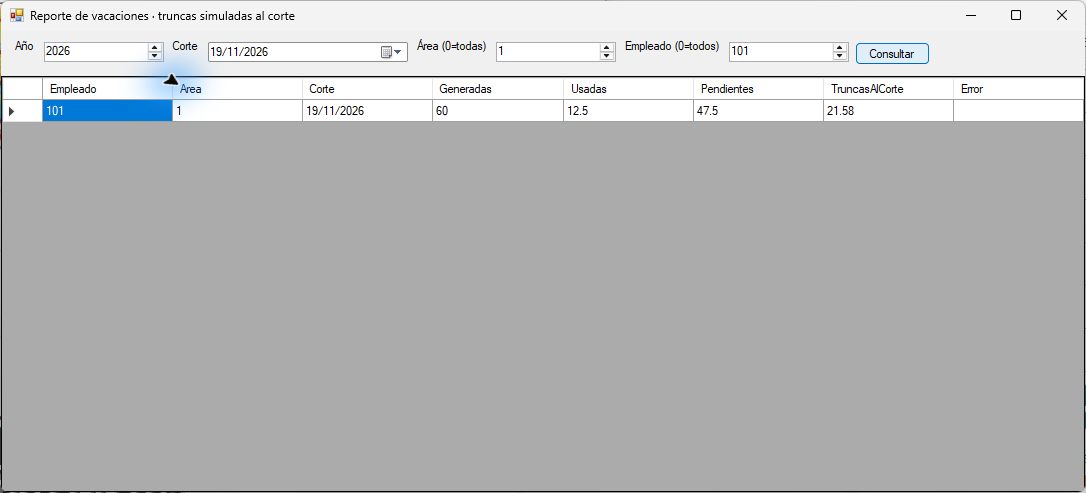 Reporte de vacaciones · truncas simuladas al corte
Año 2026 Corte 19/11/2026 Área (0=todas) 1 Empleado (0=todos) 101 Consultar
Empleado Area Corte Generadas Usadas Pendientes TruncasAlCorte Error
101 1 19/11/2026 60 12.5 47.5 21.58